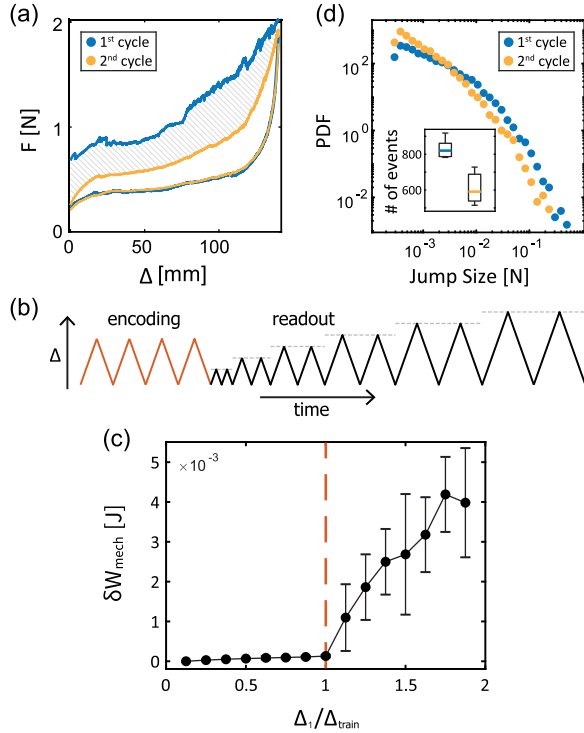 (a)
1st cycle
2nd cycle
F [N]
2
1
0
0
50
100
Δ [mm]
(d)
1st cycle
2nd cycle
PDF
10^2
10^0
10^-2
# of events
800
600
10^-3
10^-2
10^-1
Jump Size [N]
(b)
encoding
readout
Δ
time
(c)
×10^-3
δW_mech [J]
5
4
3
2
1
0
0
0.5
1
1.5
2
Δ_1/Δ_train